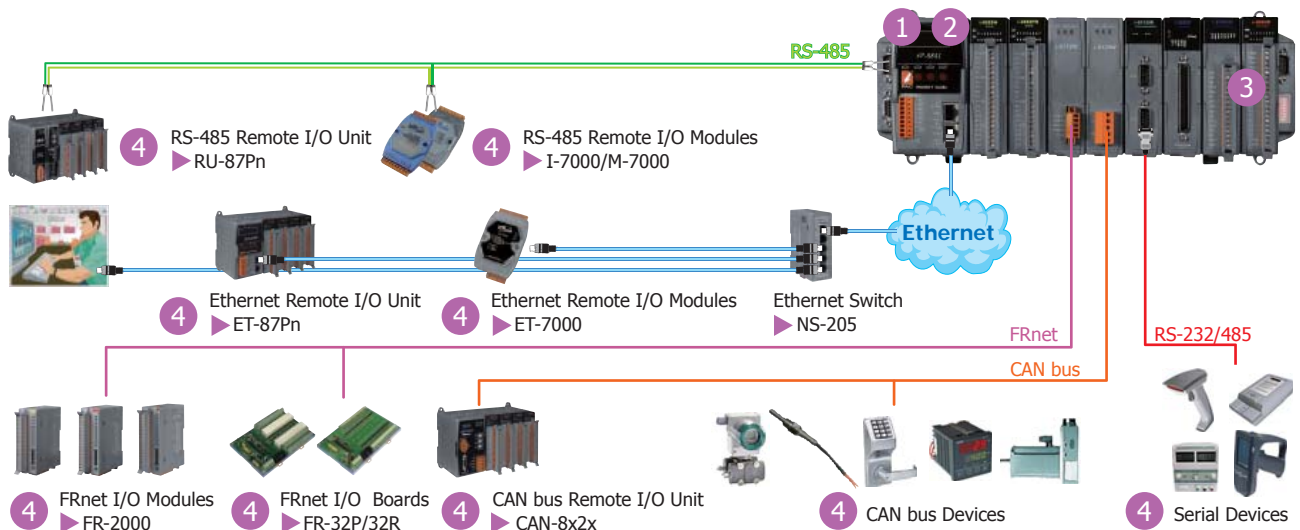 1
2
RS-485
3
4
RS-485 Remote I/O Unit
▶ RU-87Pn
4
RS-485 Remote I/O Modules
▶ I-7000/M-7000
Ethernet
4
Ethernet Remote I/O Unit
▶ ET-87Pn
4
Ethernet Remote I/O Modules
▶ ET-7000
Ethernet Switch
▶ NS-205
FRnet
RS-232/485
CAN bus
4
FRnet I/O Modules
▶ FR-2000
4
FRnet I/O Boards
▶ FR-32P/32R
4
CAN bus Remote I/O Unit
▶ CAN-8x2x
4
CAN bus Devices
4
Serial Devices